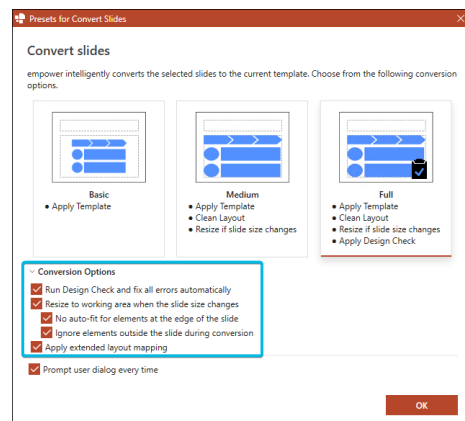 Presets for Convert Slides
Convert slides
empower intelligently converts the selected slides to the current template. Choose from the following conversion
options.
Basic
• Apply Template
Medium
• Apply Template
• Clean Layout
• Resize if slide size changes
Full
• Apply Template
• Clean Layout
• Resize if slide size changes
• Apply Design Check
Conversion Options
Run Design Check and fix all errors automatically
Resize to working area when the slide size changes
No auto-fit for elements at the edge of the slide
Ignore elements outside the slide during conversion
Apply extended layout mapping
Prompt user dialog every time
OK